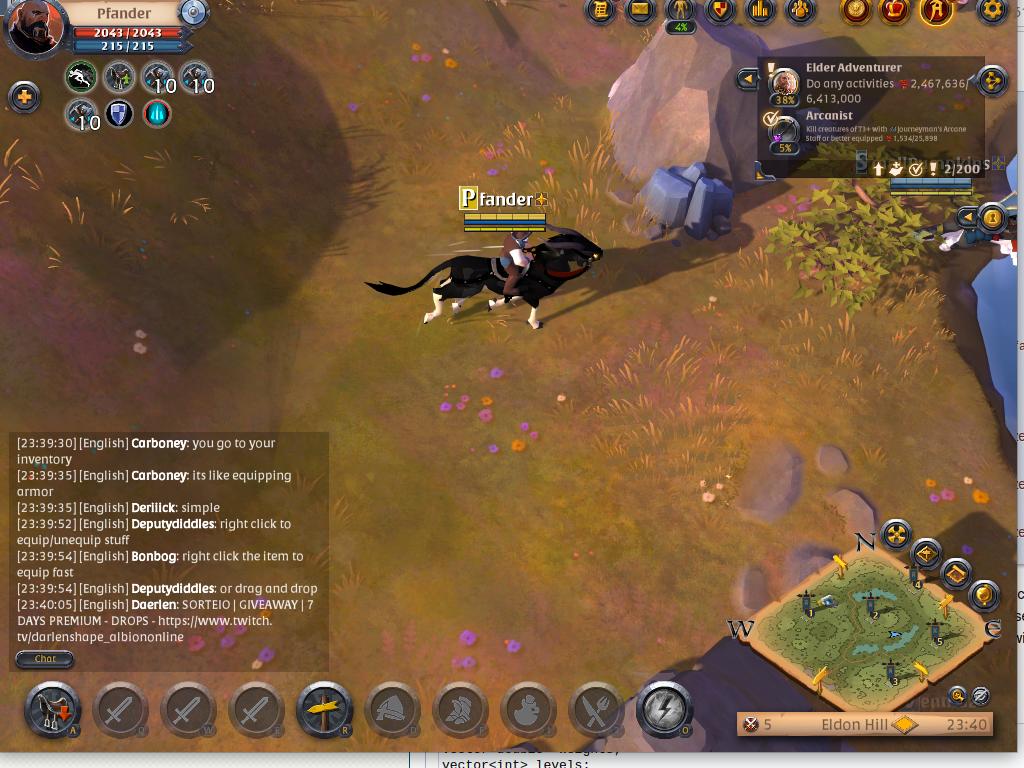 Pfander
2043 / 2043
215 / 215
4%
10
10
10
Elder Adventurer
Do any activities 2,467,636/
6,413,000
38%
Arcanist
Kill creatures of T3+ with Journeyman's Arcane
Staff or better equipped 1,534/25,898
5%
2/200
Pfander
[23:39:30] [English] Carboney: you go to your
inventory
[23:39:35] [English] Carboney: its like equipping
armor
[23:39:35] [English] Deriiick: simple
[23:39:52] [English] Deputydiddles: right click to
equip/unequip stuff
[23:39:54] [English] Bonbog: right click the item to
equip fast
[23:39:54] [English] Deputydiddles: or drag and drop
[23:40:05] [English] Daerien: SORTEIO | GIVEAWAY | 7
DAYS PREMIUM - DROPS - https://www.twitch.
tv/darlenshape_albiononline
Chat
N
W
E
1
2
3
4
5
A
Q
W
E
R
D
F
O
5 Eldon Hill 23:40
vector<int> levels;